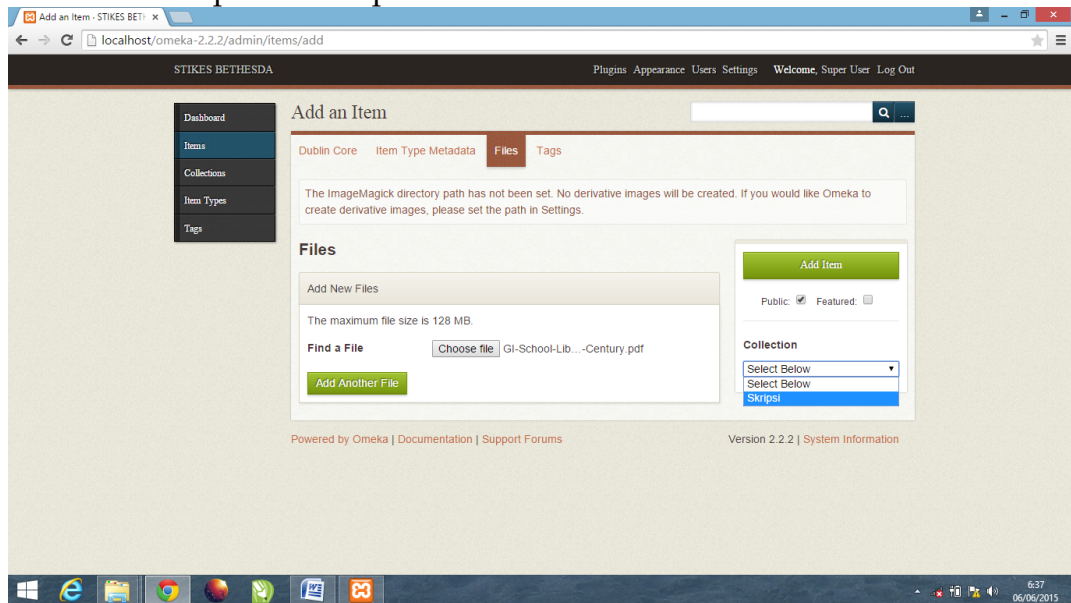 Add an Item · STIKES BETH
localhost/omeka-2.2.2/admin/items/add
STIKES BETHESDA
Plugins Appearance Users Settings Welcome, Super User Log Out
Dashboard
Items
Collections
Item Types
Tags
Add an Item
...
Dublin Core Item Type Metadata Files Tags
The ImageMagick directory path has not been set. No derivative images will be created. If you would like Omeka to
create derivative images, please set the path in Settings.
Files
Add New Files
The maximum file size is 128 MB.
Find a File Choose file GI-School-Lib...-Century.pdf
Add Another File
Add Item
Public: Featured:
Collection
Select Below
Select Below
Skripsi
Powered by Omeka | Documentation | Support Forums
Version 2.2.2 | System Information
6:37
06/06/2015